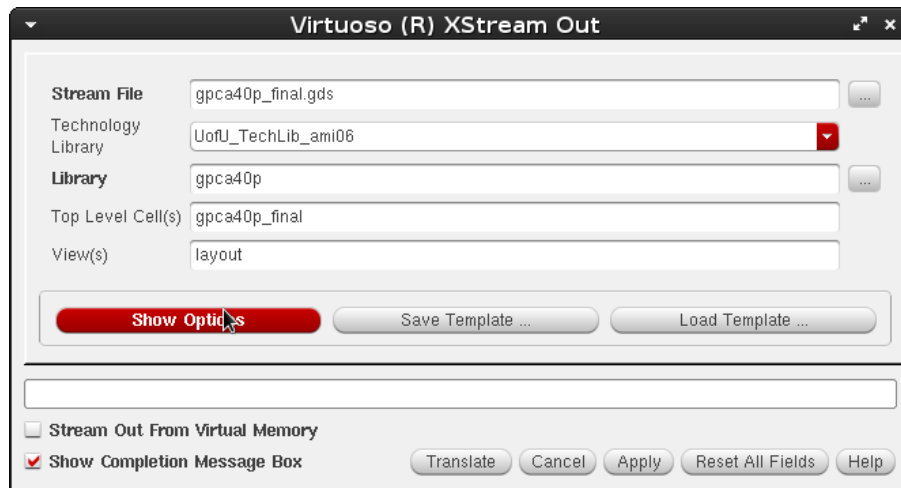 Virtuoso (R) XStream Out
Stream File gpca40p_final.gds ...
Technology Library UofU_TechLib_ami06
Library gpca40p ...
Top Level Cell(s) gpca40p_final
View(s) layout
Show Options Save Template ... Load Template ...
Stream Out From Virtual Memory
Show Completion Message Box Translate Cancel Apply Reset All Fields Help